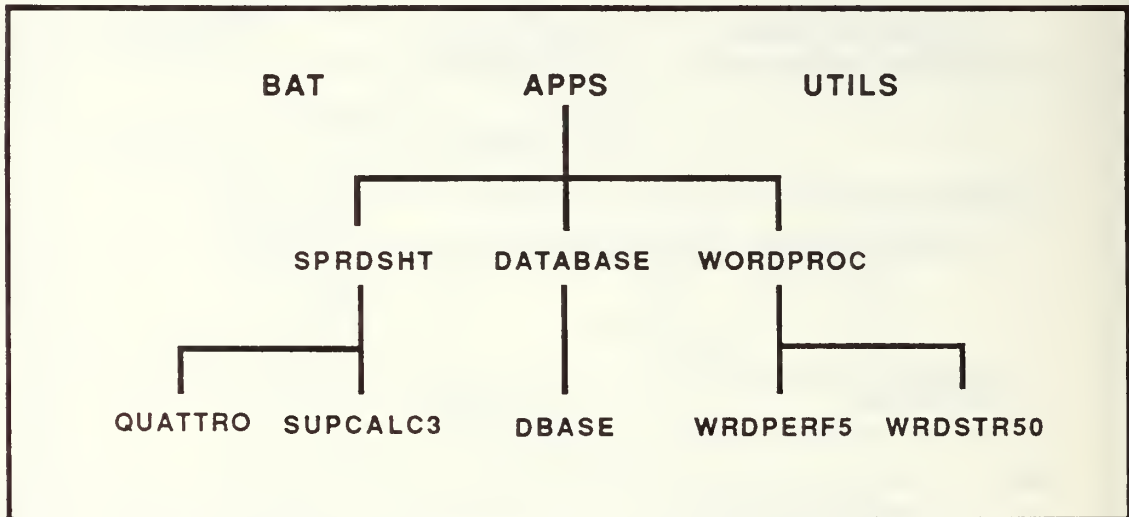 BAT APPS UTILS
SPRDSHT DATABASE WORDPROC
QUATTRO SUPCALC3 DBASE WRDPERF5 WRDSTR50